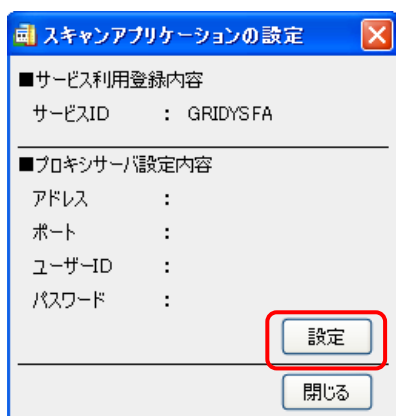 スキャンアプリケーションの設定
■サービス利用登録内容
サービスID : GRIDYSFA
■プロキシサーバ設定内容
アドレス :
ポート :
ユーザーID :
パスワード :
設定
閉じる